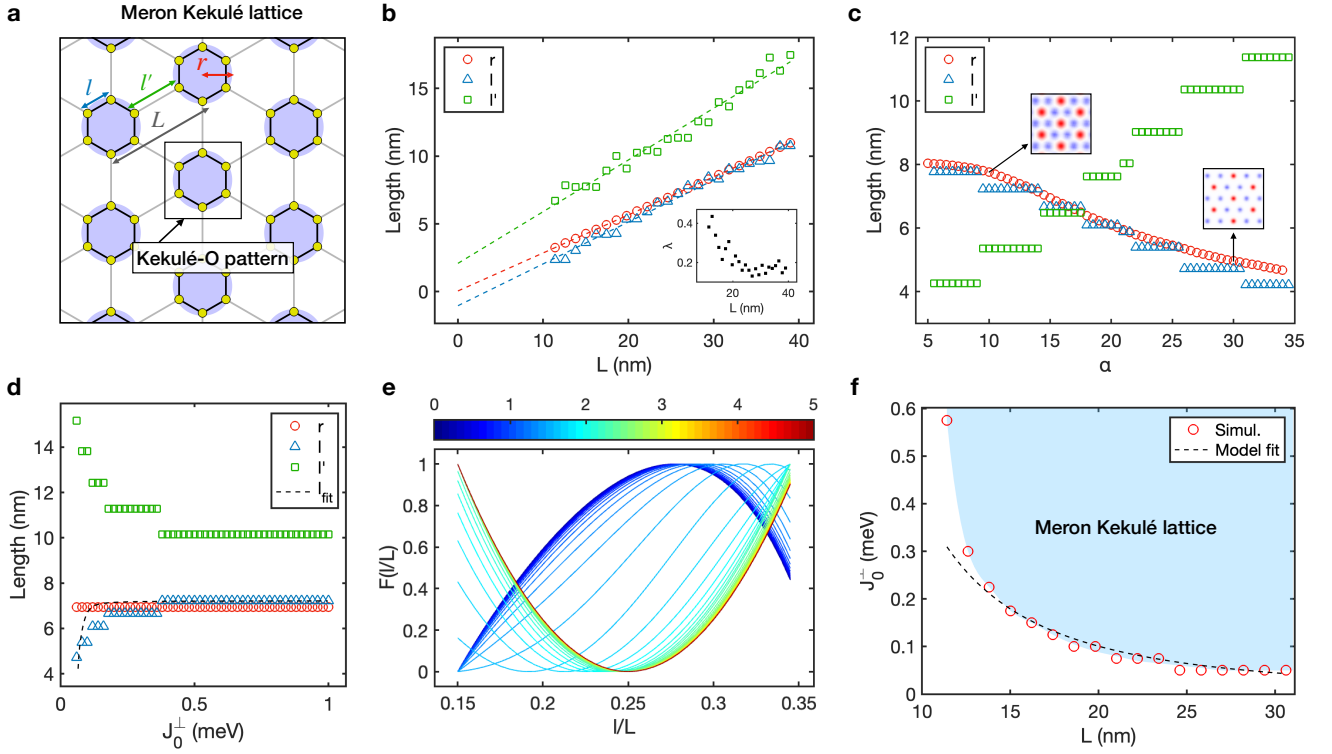 a
Meron Kekulé lattice
l
l'
r
L
Kekulé-O pattern
b
r
l
l'
Length (nm)
15
10
5
0
0
10
20
30
40
L (nm)
0.4
0.2
λ
20
40
L (nm)
c
r
l
l'
Length (nm)
12
10
8
6
4
5
10
15
20
25
30
35
α
d
r
l
l'
l_fit
Length (nm)
14
12
10
8
6
4
0
0.5
1
J_0^⊥ (meV)
e
0 1 2 3 4 5
F(l/L)
1
0.8
0.6
0.4
0.2
0
0.15
0.2
0.25
0.3
0.35
l/L
f
Simul.
Model fit
Meron Kekulé lattice
J_0^⊥ (meV)
0.6
0.5
0.4
0.3
0.2
0.1
0
10
15
20
25
30
L (nm)